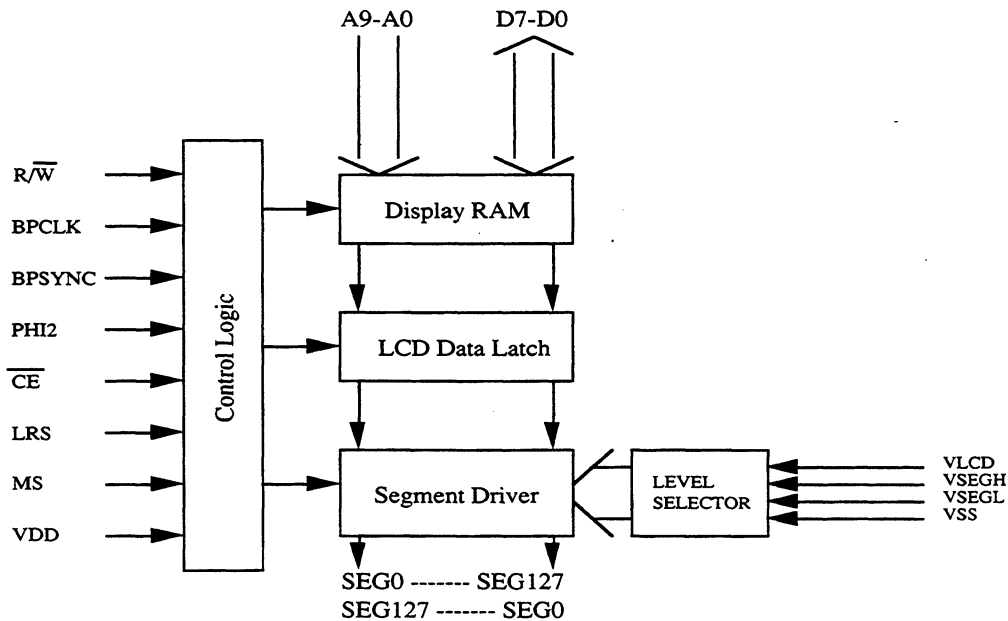 A9-A0
D7-D0
R/W̅
BPCLK
BPSYNC
PHI2
C̅E̅
LRS
MS
VDD
Control Logic
Display RAM
LCD Data Latch
Segment Driver
LEVEL
SELECTOR
VLCD
VSEGH
VSEGL
VSS
SEG0 ------- SEG127
SEG127 ------- SEG0